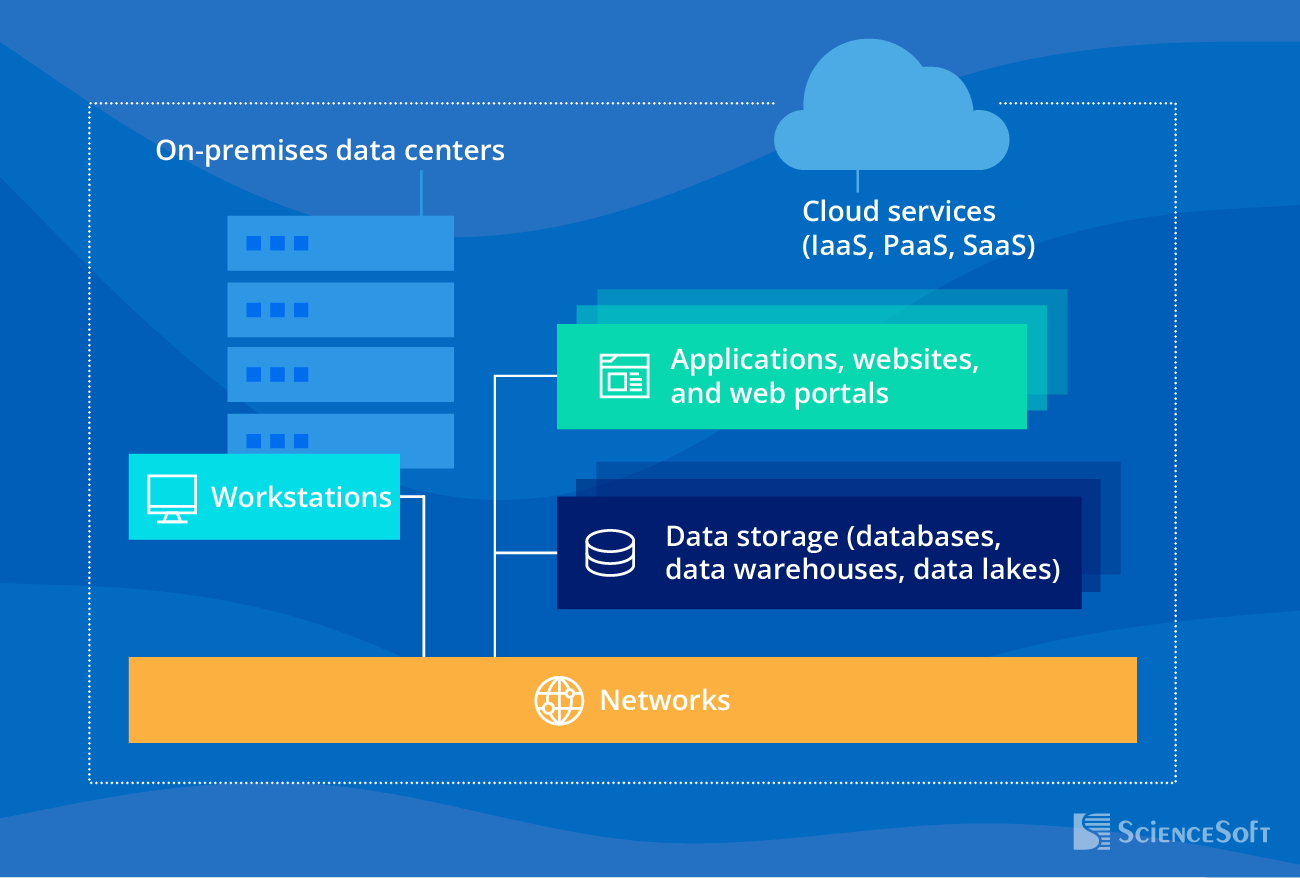 On-premises data centers
Cloud services
(IaaS, PaaS, SaaS)
Applications, websites,
and web portals
Workstations
Data storage (databases,
data warehouses, data lakes)
Networks
ScienceSoft